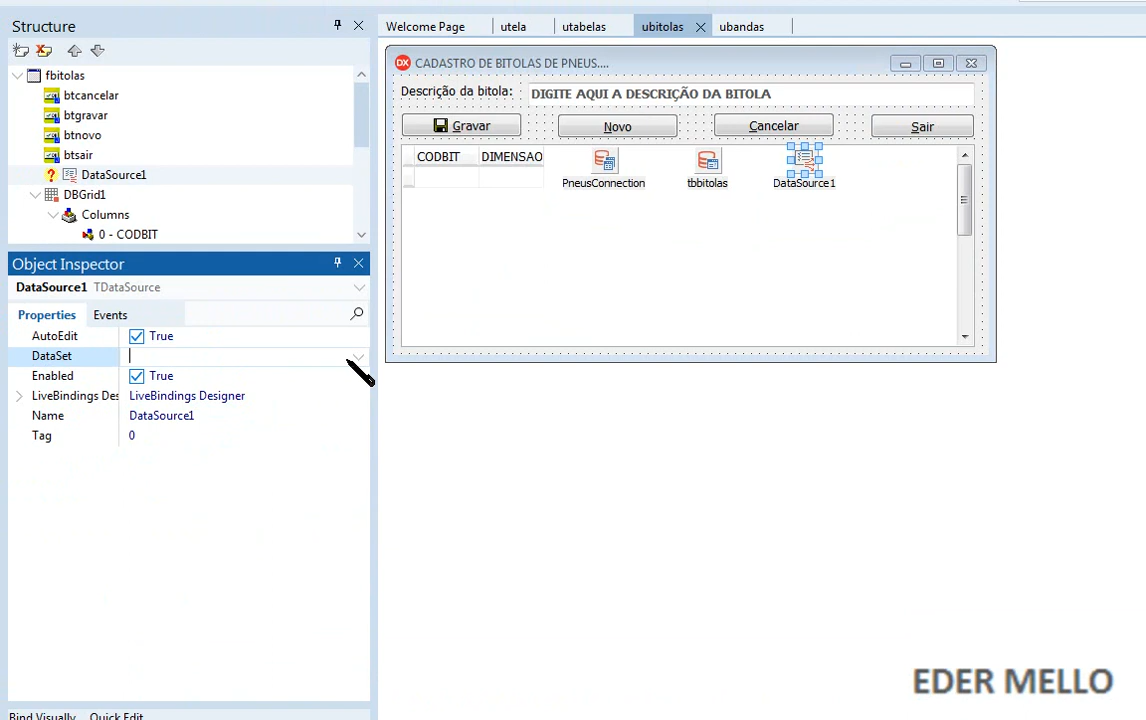 Structure
Welcome Page
utela
utabelas
ubitolas
ubandas
fbitolas
btcancelar
btgravar
btnovo
btsair
DataSource1
DBGrid1
Columns
0 - CODBIT
DX
CADASTRO DE BITOLAS DE PNEUS....
Descrição da bitola:
DIGITE AQUI A DESCRIÇÃO DA BITOLA
Gravar
Novo
Cancelar
Sair
CODBIT
DIMENSAO
PneusConnection
tbbitolas
DataSource1
Object Inspector
DataSource1 TDataSource
Properties
Events
AutoEdit
True
DataSet
Enabled
True
LiveBindings Des
LiveBindings Designer
Name
DataSource1
Tag
0
Bind Visually
Quick Edit
EDER MELLO